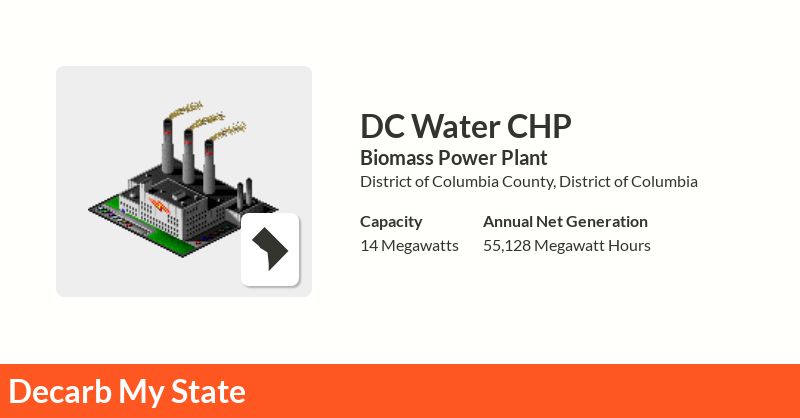 DC Water CHP
Biomass Power Plant
District of Columbia County, District of Columbia
Capacity
14 Megawatts
Annual Net Generation
55,128 Megawatt Hours
Decarb My State